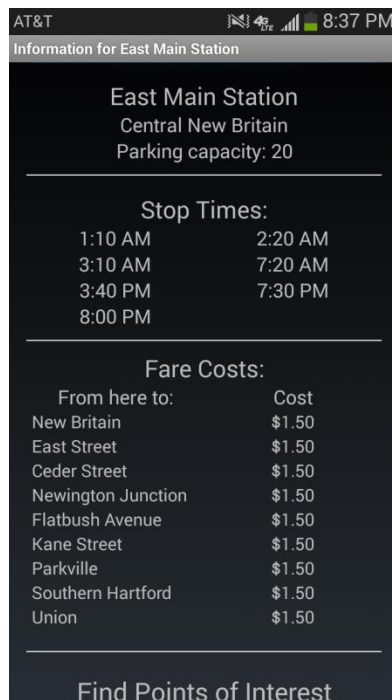 AT&T 4G LTE 8:37 PM
Information for East Main Station
East Main Station
Central New Britain
Parking capacity: 20
Stop Times:
1:10 AM 2:20 AM
3:10 AM 7:20 AM
3:40 PM 7:30 PM
8:00 PM
Fare Costs:
From here to: Cost
New Britain $1.50
East Street $1.50
Ceder Street $1.50
Newington Junction $1.50
Flatbush Avenue $1.50
Kane Street $1.50
Parkville $1.50
Southern Hartford $1.50
Union $1.50
Find Points of Interest